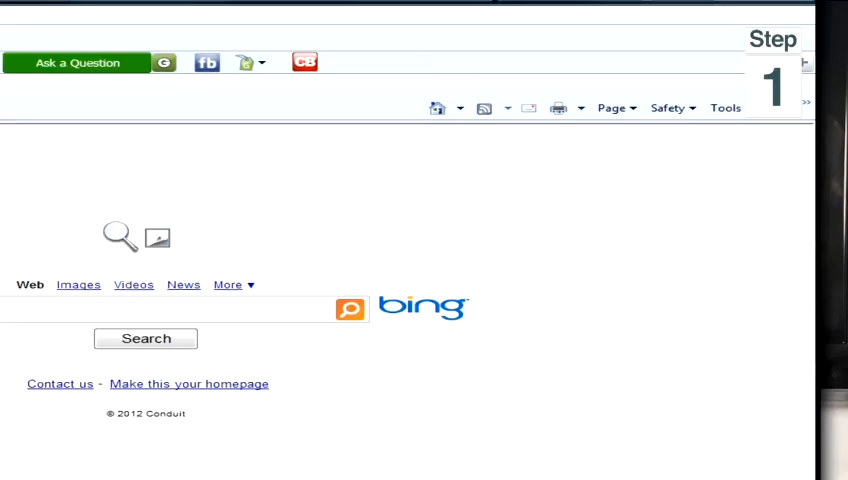 Step
1
Ask a Question G fb CB
Page Safety Tools >>
Web Images Videos News More
bing
Search
Contact us - Make this your homepage
© 2012 Conduit